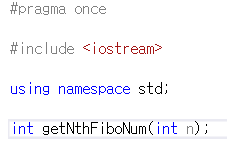 #pragma once
#include <iostream>
using namespace std;
int getNthFiboNum(int n);